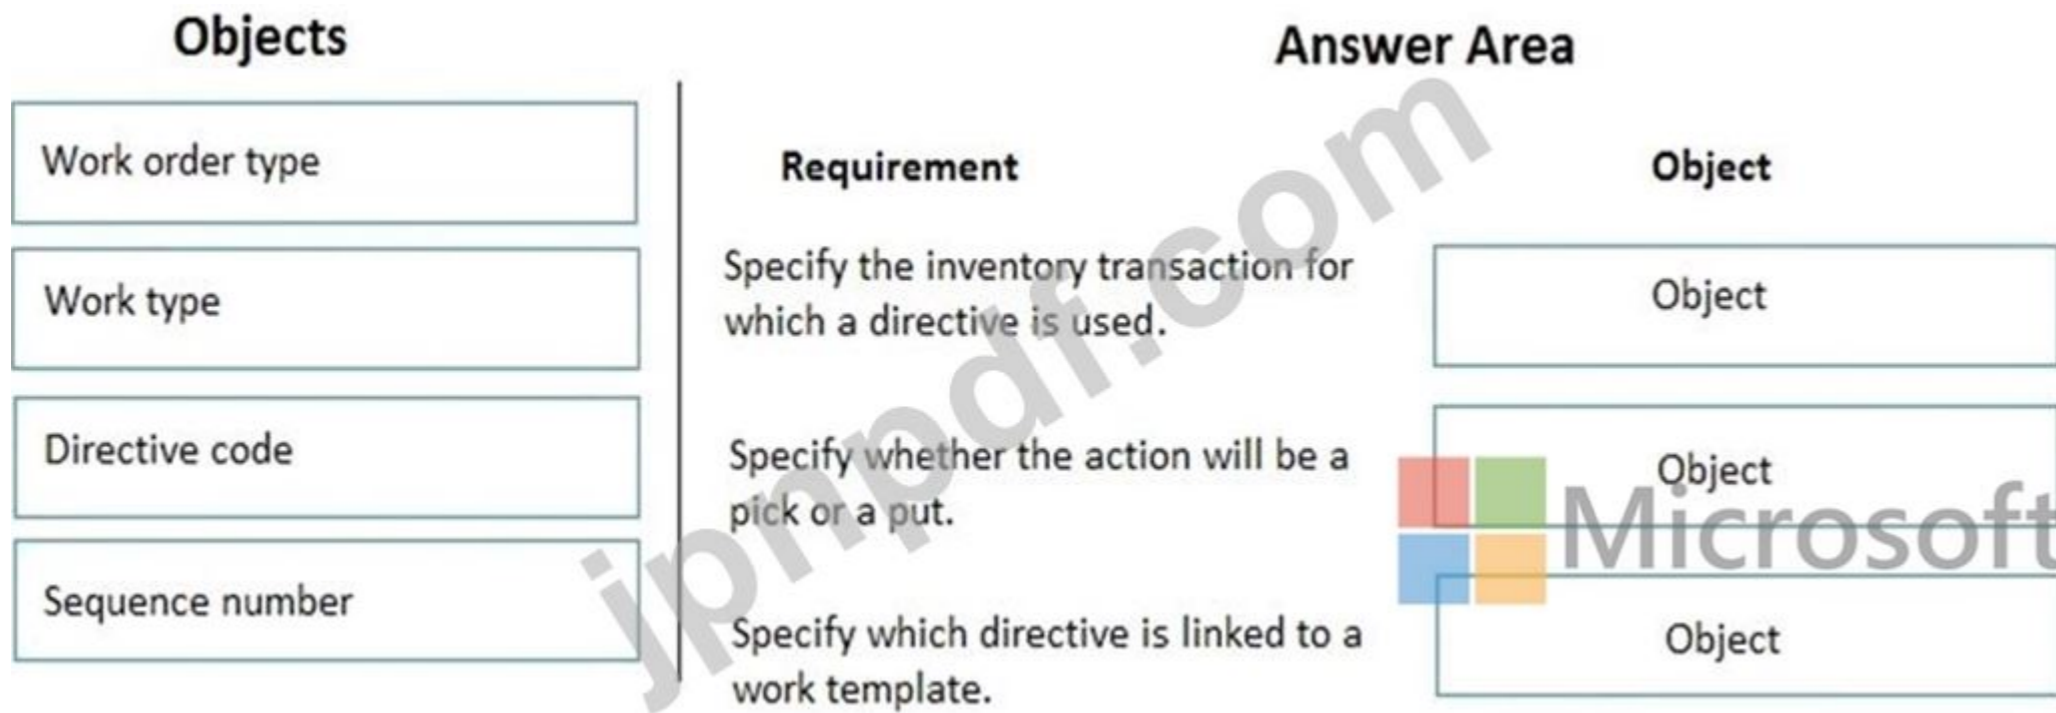 Objects
Work order type
Work type
Directive code
Sequence number
Answer Area
Requirement
Object
Specify the inventory transaction for
which a directive is used.
Object
Specify whether the action will be a
pick or a put.
Object
Specify which directive is linked to a
work template.
Object
jpnpdf.com
Microsoft